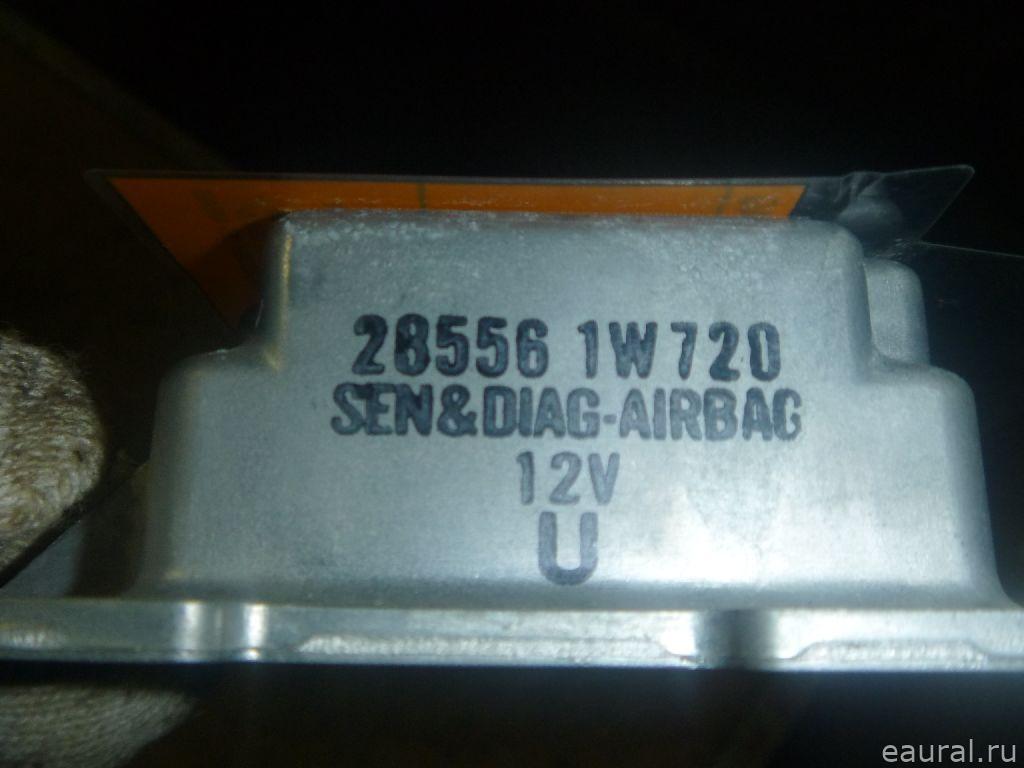 28556 1W720
SEN&DIAG-AIRBAG
12V
U
eaural.ru